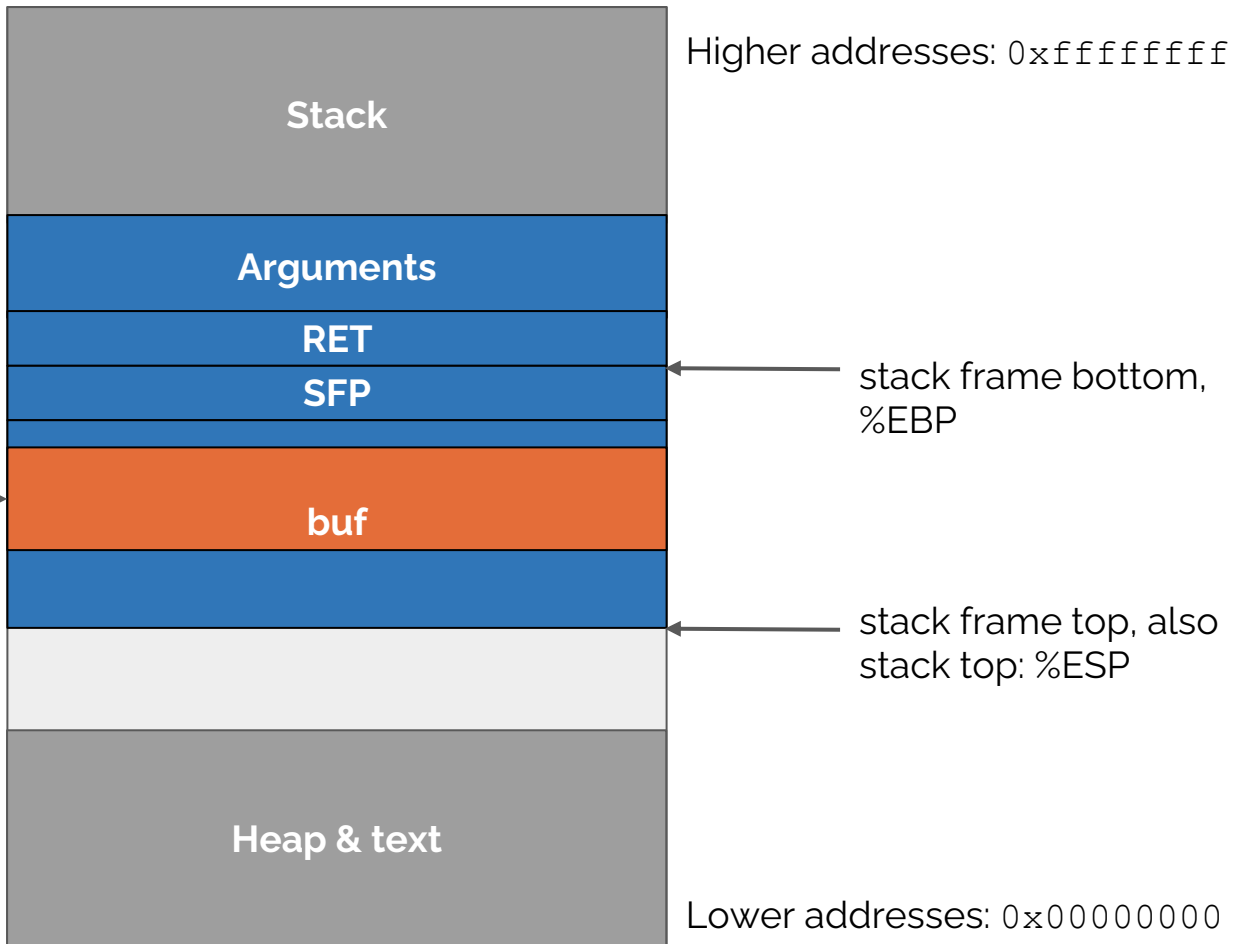 Higher addresses: 0xffffffff
Stack
Arguments
RET
SFP
stack frame bottom,
%EBP
buf
stack frame top, also
stack top: %ESP
Heap & text
Lower addresses: 0x00000000